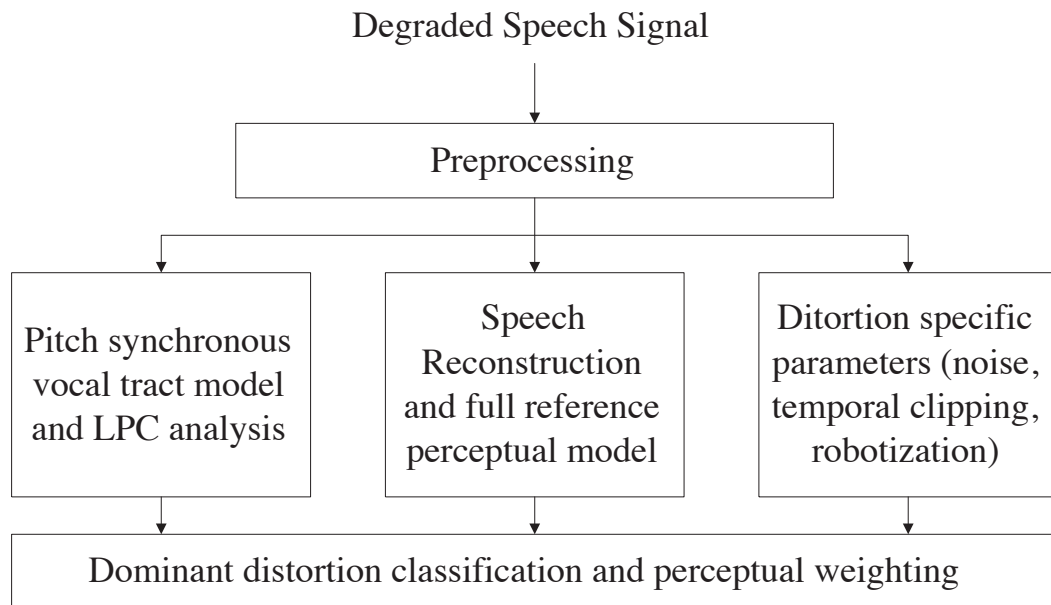 Degraded Speech Signal
Preprocessing
Pitch synchronous
vocal tract model
and LPC analysis
Speech
Reconstruction
and full reference
perceptual model
Ditortion specific
parameters (noise,
temporal clipping,
robotization)
Dominant distortion classification and perceptual weighting